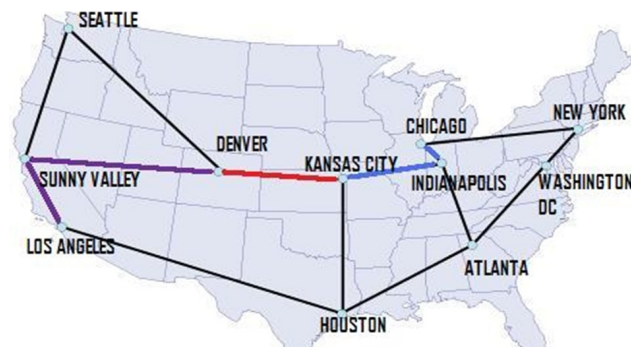 SEATTLE
CHICAGO
NEW YORK
DENVER
KANSAS CITY
SUNNY VALLEY
INDIANAPOLIS
WASHINGTON
DC
LOS ANGELES
ATLANTA
HOUSTON